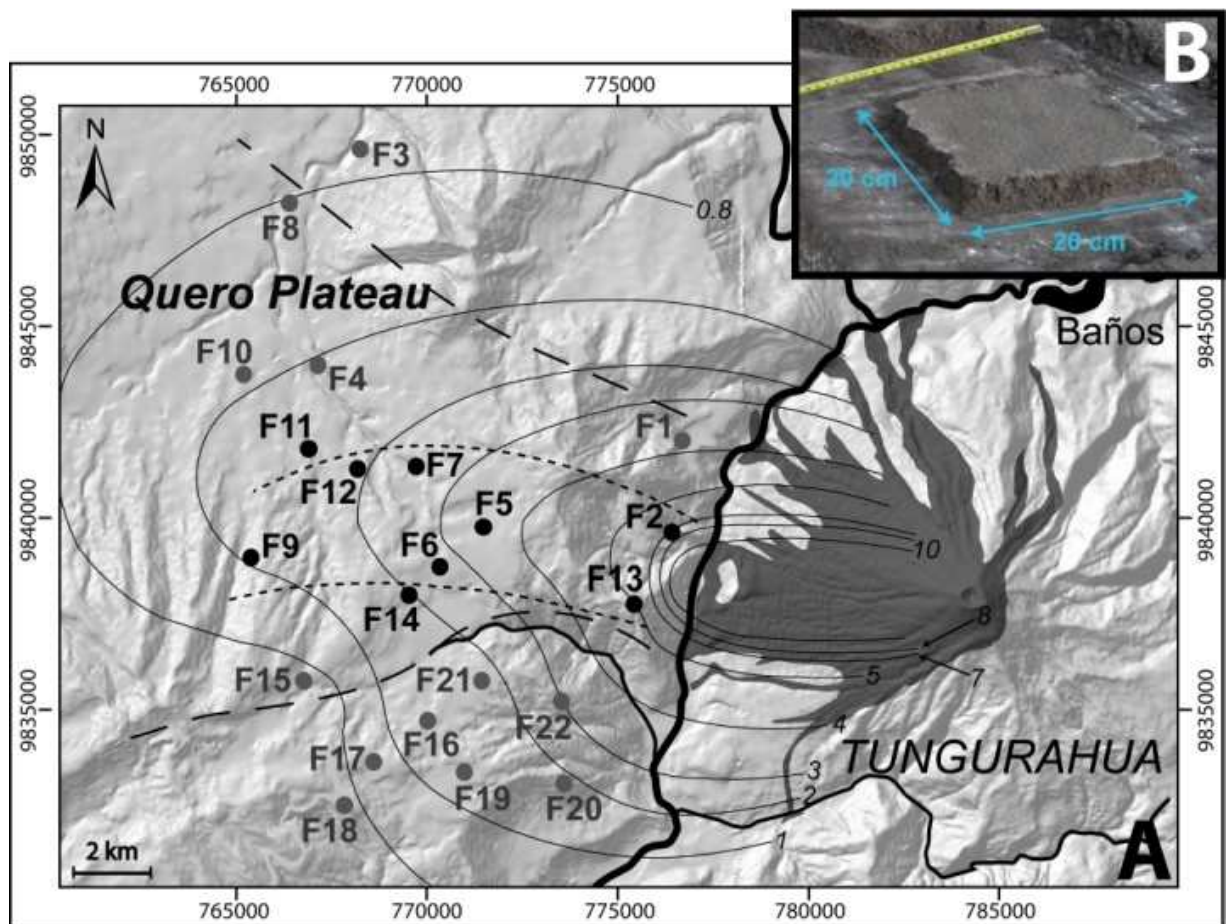 765000 770000 775000
B
20 cm
20 cm
9850000
9845000
9840000
9835000
N
F3
0.8
F8
Quero Plateau
Baños
9845000
9840000
9835000
F10
F4
F1
F11
F12
F7
F5
F2
10
F9
F6
F13
F14
8
7
5
F15
F21
4
F22
F16
3
TUNGURAHUA
F17
F19
F20
2
F18
1
2 km
A
765000 770000 775000 780000 785000